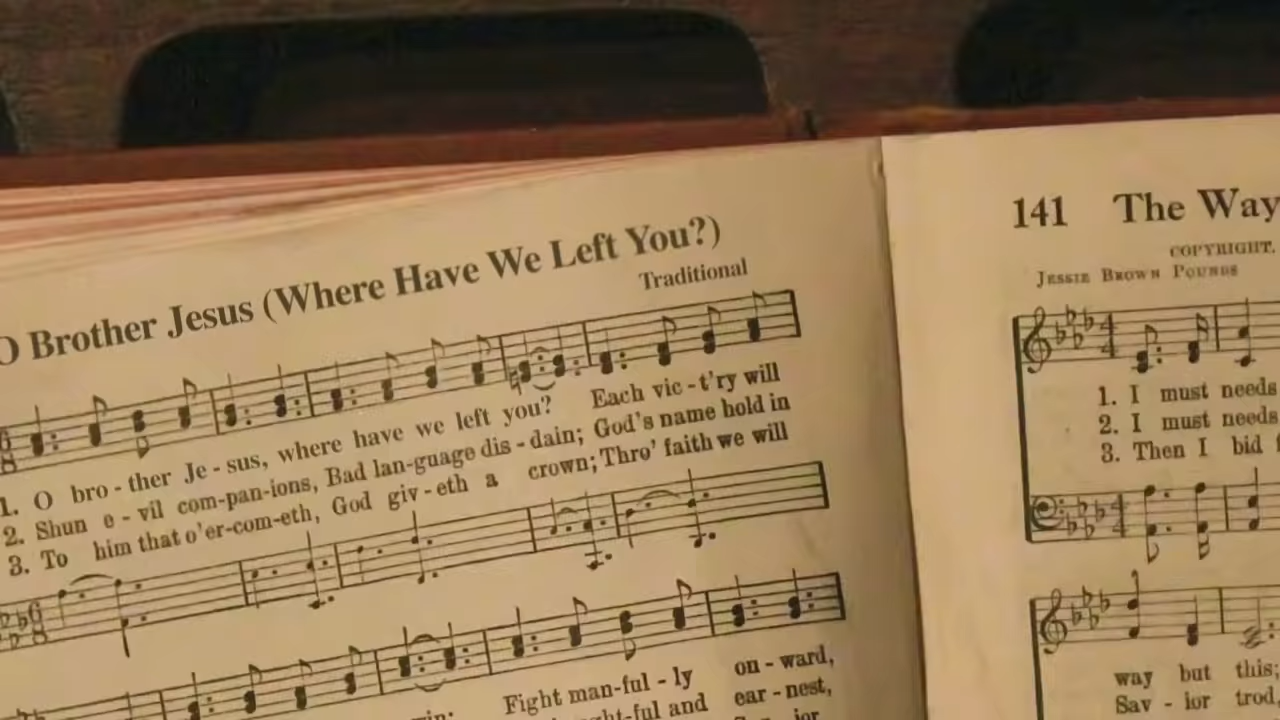 O Brother Jesus (Where Have We Left You?)
Traditional
1. O bro - ther Je - sus, where have we left you? Each vic - t'ry will
2. Shun e - vil com-pan-ions, Bad lan-guage dis - dain; God's name hold in
3. To him that o'er-com-eth, God giv - eth a crown; Thro' faith we will
Fight man-ful - ly on - ward,
and ear - nest,
141 The Way
COPYRIGHT.
JESSIE BROWN POUNDS
1. I must needs
2. I must needs
3. Then I bid
way but this;
Sav - ior trod,